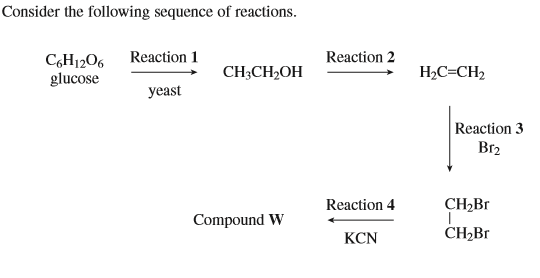 Consider the following sequence of reactions.
C₆H₁₂O₆ Reaction 1 CH₃CH₂OH Reaction 2 H₂C=CH₂
glucose yeast
Reaction 3
Br₂
Compound W Reaction 4 CH₂Br
KCN CH₂Br